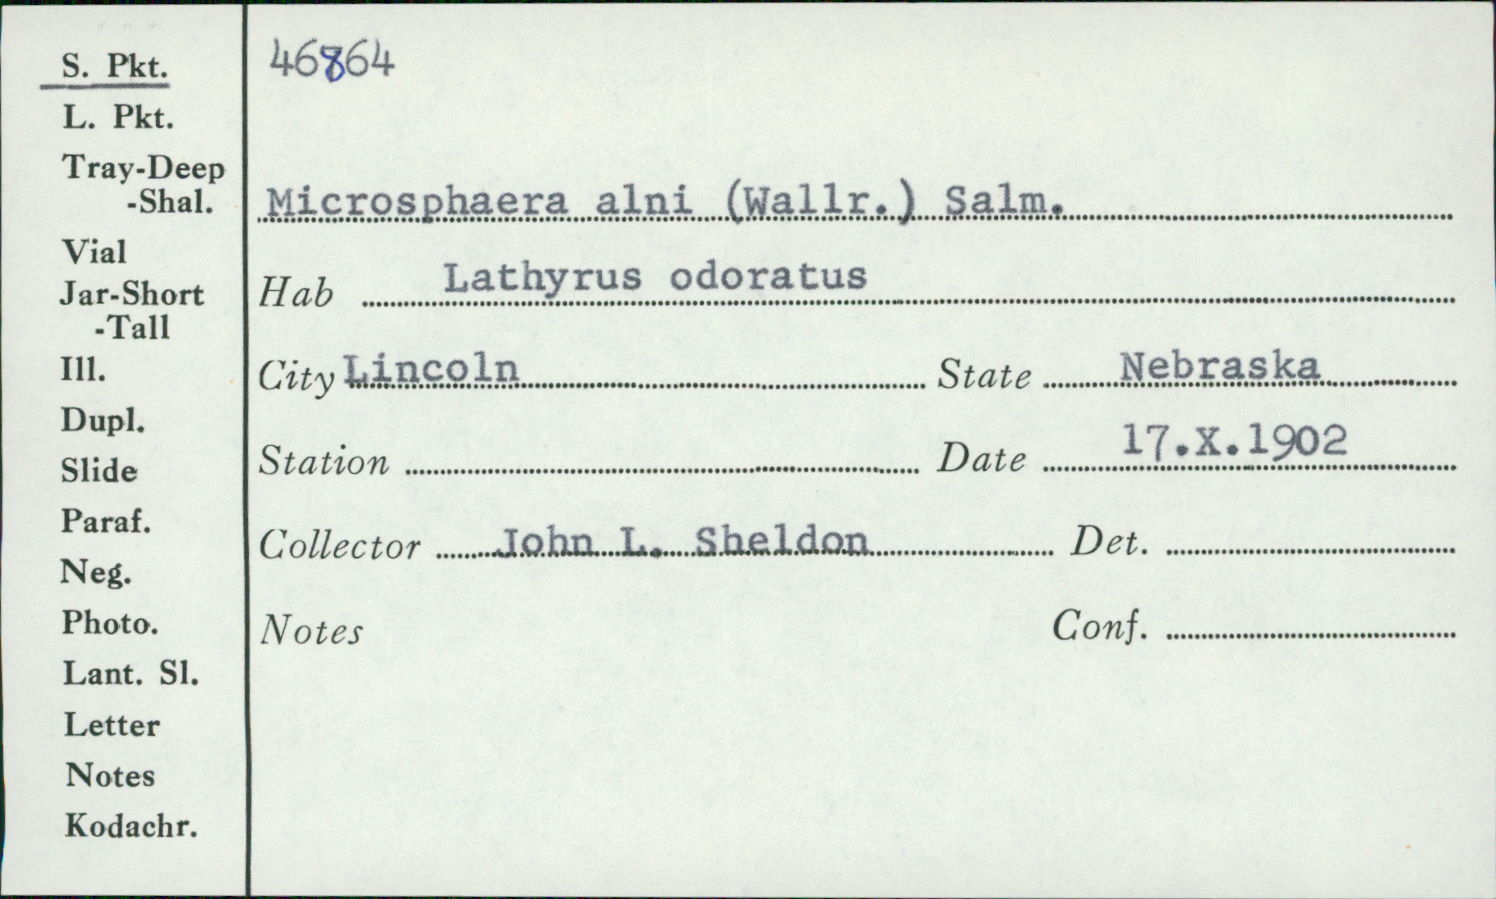 S. Pkt.
L. Pkt.
Tray-Deep
-Shal.
Vial
Jar-Short
-Tall
Ill.
Dupl.
Slide
Paraf.
Neg.
Photo.
Lant. Sl.
Letter
Notes
Kodachr.
46864
Microsphaera alni (Wallr.) Salm.
Hab Lathyrus odoratus
City Lincoln State Nebraska
Station Date 17.X.1902
Collector John L. Sheldon Det.
Notes Conf.